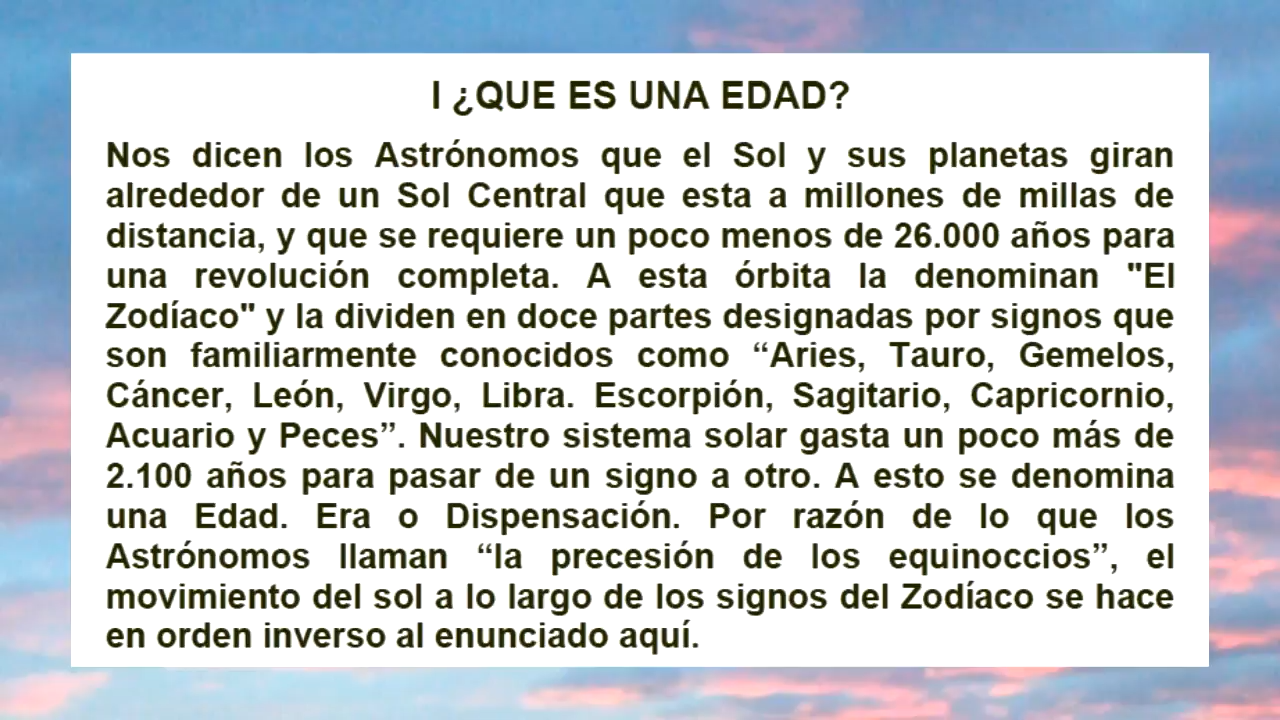 I ¿QUE ES UNA EDAD?
Nos dicen los Astrónomos que el Sol y sus planetas giran
alrededor de un Sol Central que esta a millones de millas de
distancia, y que se requiere un poco menos de 26.000 años para
una revolución completa. A esta órbita la denominan "El
Zodíaco" y la dividen en doce partes designadas por signos que
son familiarmente conocidos como “Aries, Tauro, Gemelos,
Cáncer, León, Virgo, Libra. Escorpión, Sagitario, Capricornio,
Acuario y Peces”. Nuestro sistema solar gasta un poco más de
2.100 años para pasar de un signo a otro. A esto se denomina
una Edad. Era o Dispensación. Por razón de lo que los
Astrónomos llaman “la precesión de los equinoccios”, el
movimiento del sol a lo largo de los signos del Zodíaco se hace
en orden inverso al enunciado aquí.